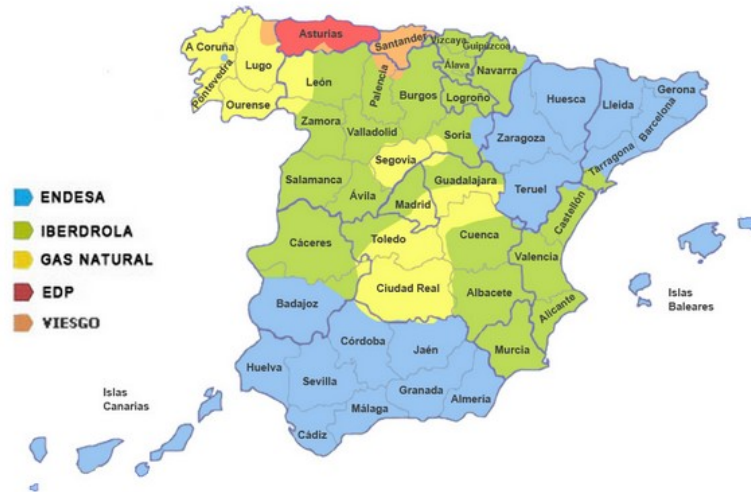 A Coruña
Lugo
Pontevedra
Ourense
Asturias
Santander
Vizcaya
Guipúzcoa
Álava
Navarra
León
Palencia
Burgos
Logroño
Zamora
Valladolid
Soria
Huesca
Zaragoza
Lleida
Gerona
Barcelona
Tarragona
Teruel
Segovia
Salamanca
Ávila
Madrid
Guadalajara
Castellón
Cáceres
Toledo
Cuenca
Valencia
Ciudad Real
Albacete
Alicante
Badajoz
Murcia
Córdoba
Jaén
Huelva
Sevilla
Granada
Almería
Málaga
Cádiz
Islas
Baleares
Islas
Canarias
ENDESA
IBERDROLA
GAS NATURAL
EDP
VIESGO